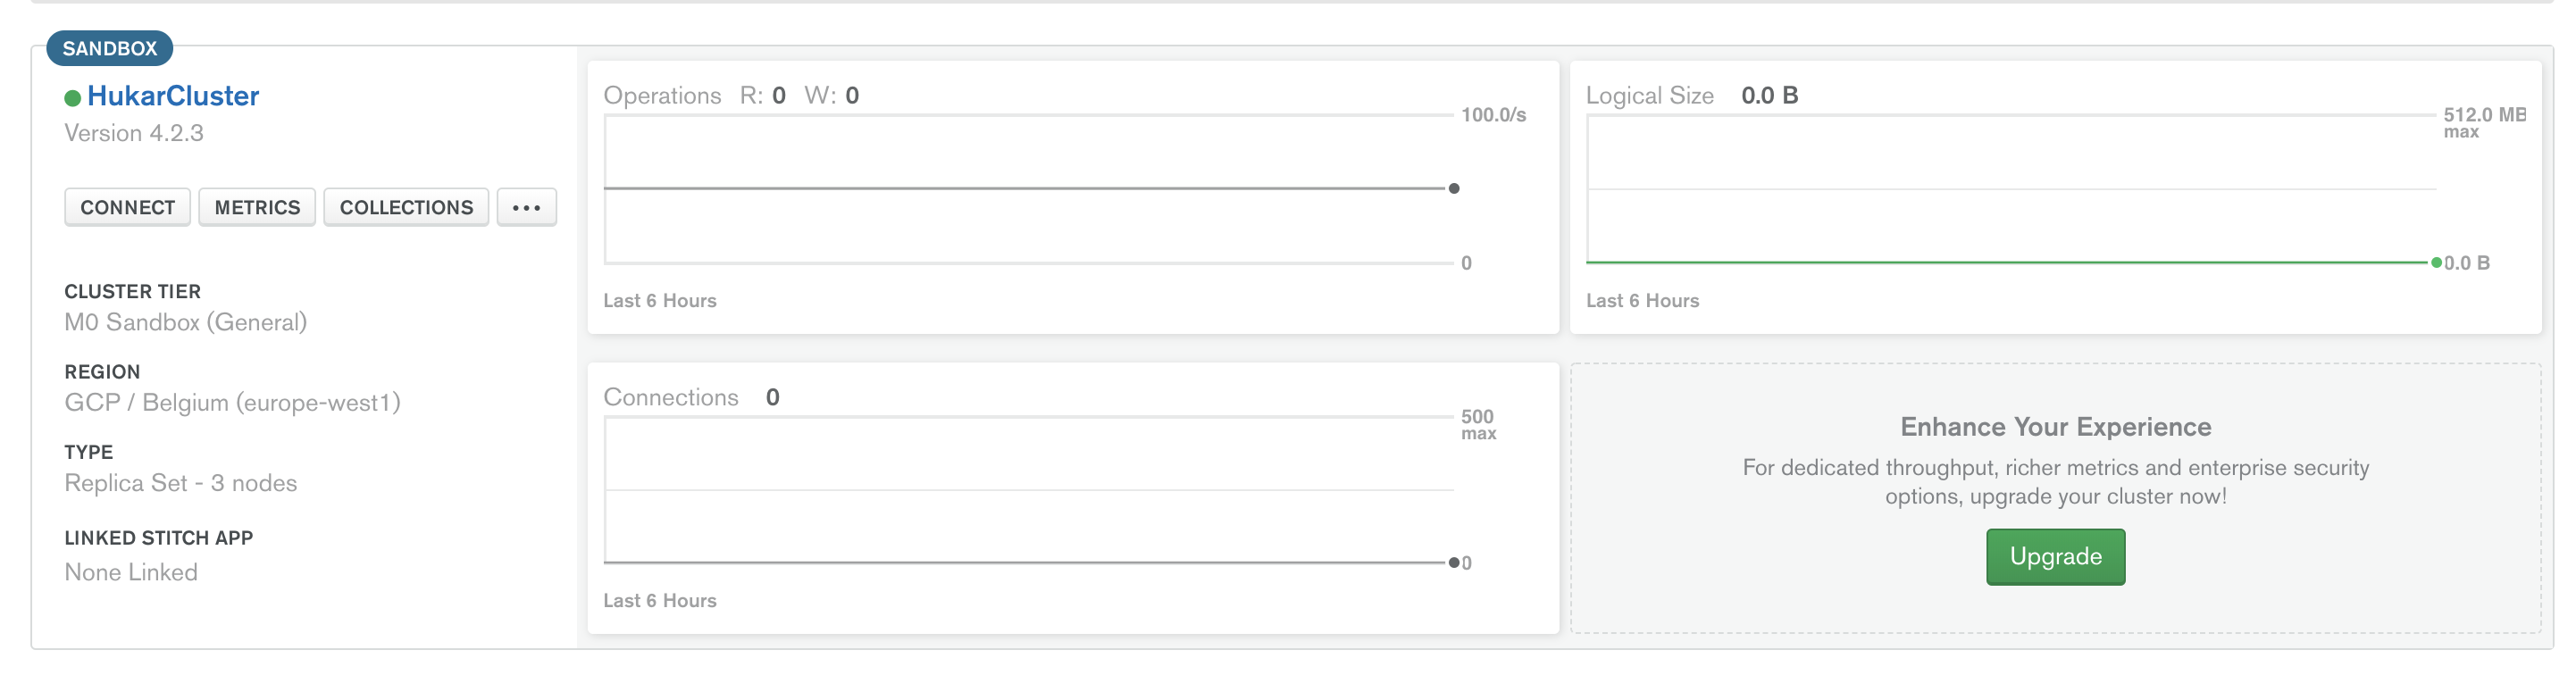 SANDBOX
HukarCluster
Version 4.2.3
CONNECT METRICS COLLECTIONS •••
CLUSTER TIER
M0 Sandbox (General)
REGION
GCP / Belgium (europe-west1)
TYPE
Replica Set - 3 nodes
LINKED STITCH APP
None Linked
Operations R: 0 W: 0
100.0/s
0
Last 6 Hours
Logical Size 0.0 B
512.0 MB
max
0.0 B
Last 6 Hours
Connections 0
500
max
0
Last 6 Hours
Enhance Your Experience
For dedicated throughput, richer metrics and enterprise security
options, upgrade your cluster now!
Upgrade